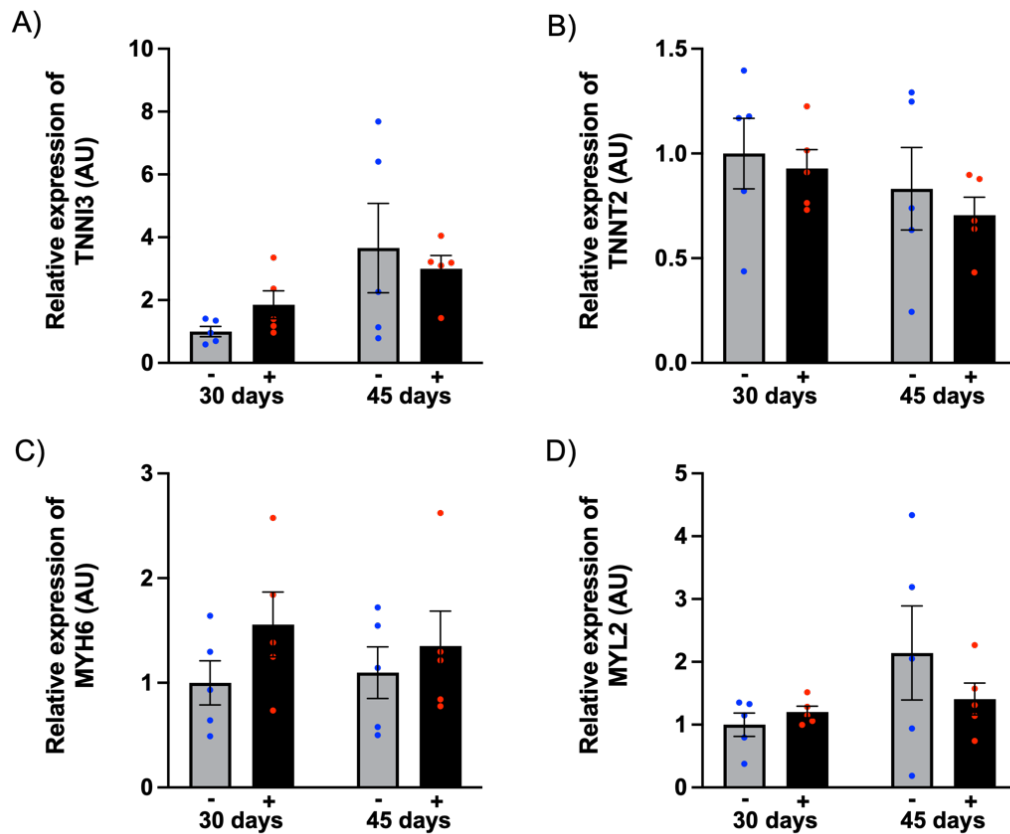 A)
Relative expression of
TNNI3 (AU)
10
8
6
4
2
0
- + - +
30 days 45 days
B)
Relative expression of
TNNT2 (AU)
1.5
1.0
0.5
0.0
- + - +
30 days 45 days
C)
Relative expression of
MYH6 (AU)
3
2
1
0
- + - +
30 days 45 days
D)
Relative expression of
MYL2 (AU)
5
4
3
2
1
0
- + - +
30 days 45 days